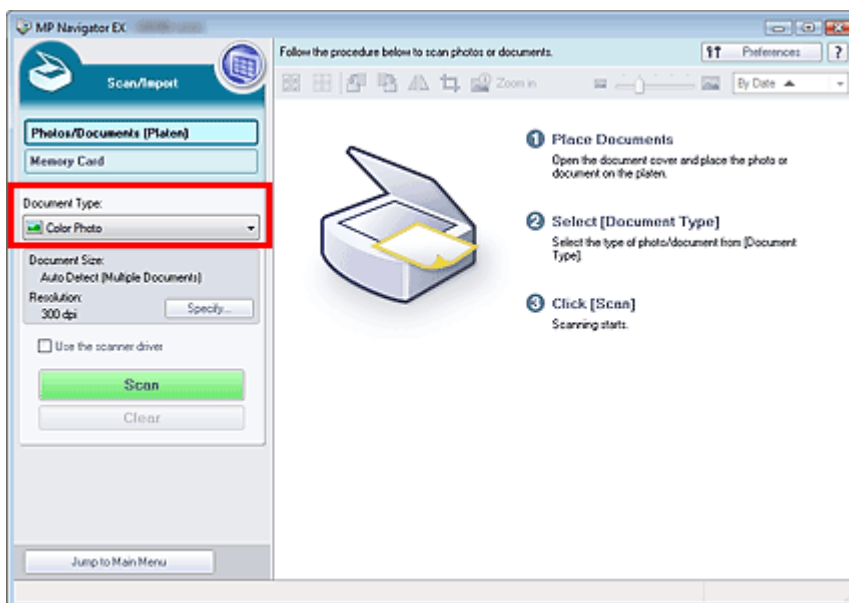 MP Navigator EX
Scan/Import
Photos/Documents (Platen)
Memory Card
Document Type:
Color Photo
Document Size:
Auto Detect (Multiple Documents)
Resolution:
300 dpi
Specify...
Use the scanner driver
Scan
Clear
Jump to Main Menu
Follow the procedure below to scan photos or documents.
Preferences
?
Zoom in
By Date
1 Place Documents
Open the document cover and place the photo or
document on the platen.
2 Select [Document Type]
Select the type of photo/document from [Document
Type].
3 Click [Scan]
Scanning starts.